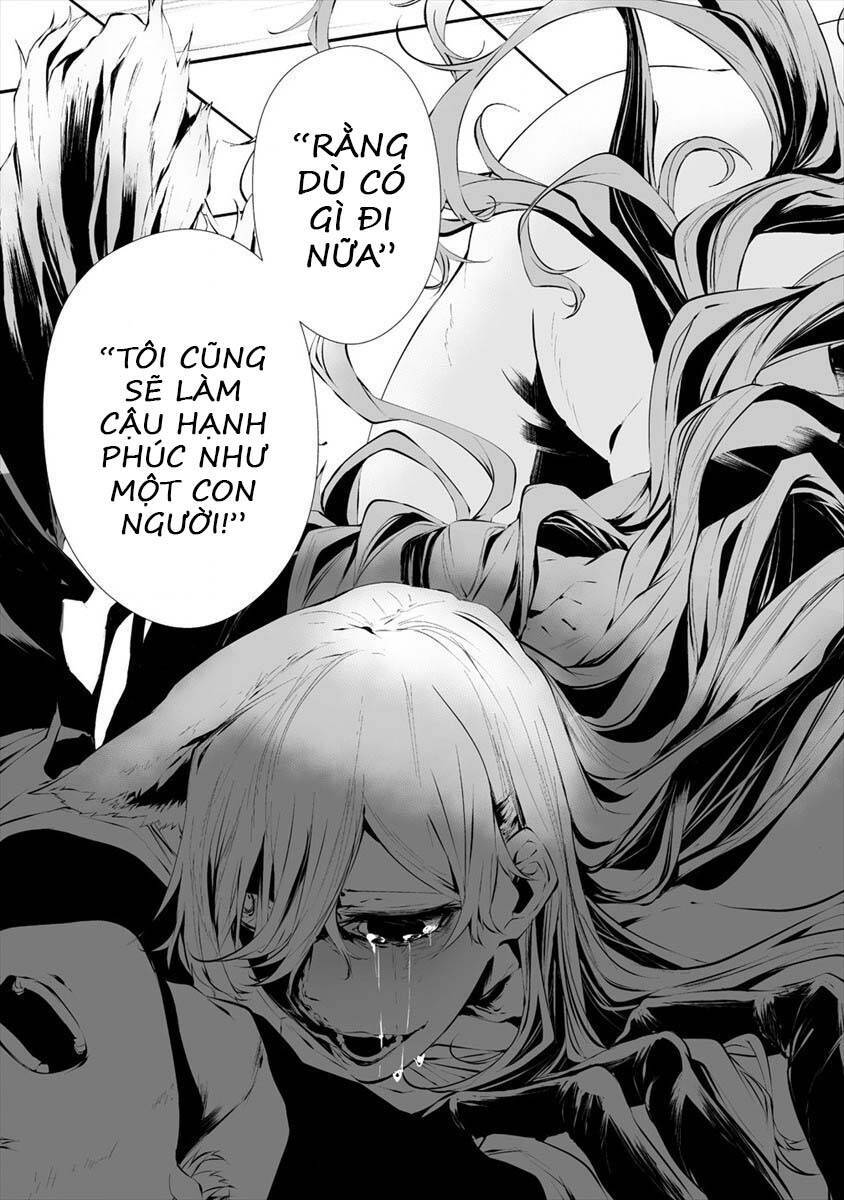 “RẰNG
DÙ CÓ
GÌ ĐI
NỮA”
“TÔI CŨNG
SẼ LÀM
CẬU HẠNH
PHÚC NHƯ
MỘT CON
NGƯỜI!”